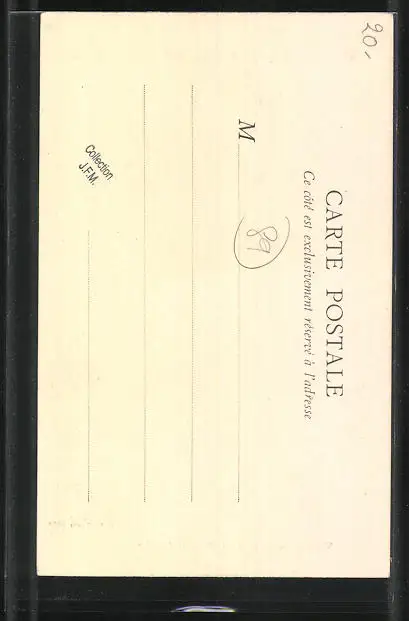 20.-
CARTE POSTALE
Ce côté est exclusivement réservé à l'adresse
M
89
Collection
J.F.M.